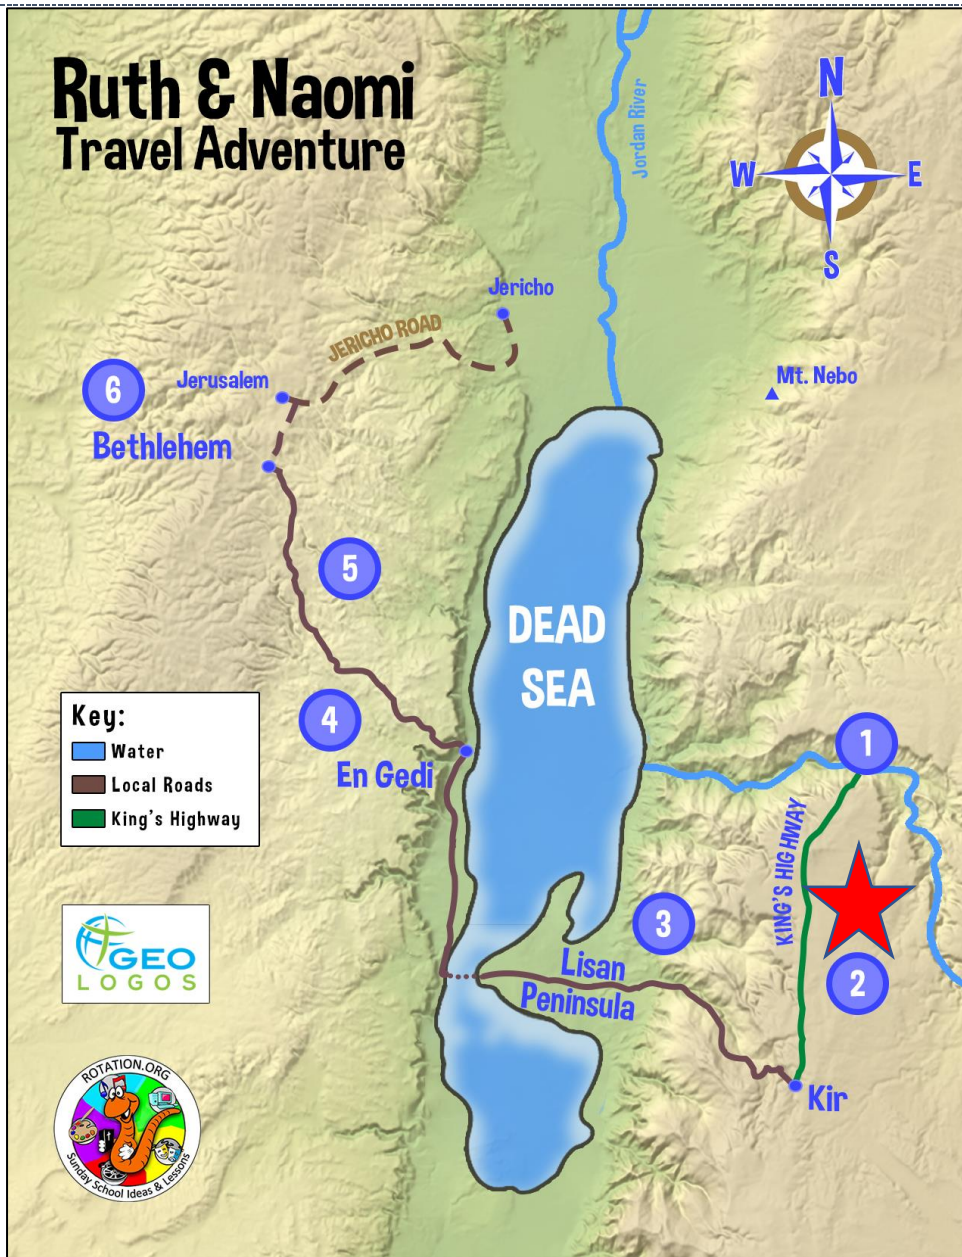 Ruth & Naomi
Travel Adventure
N
W
E
S
Jordan River
Jericho
JERICHO ROAD
Mt. Nebo
6
Jerusalem
Bethlehem
5
DEAD
SEA
Key:
Water
Local Roads
King's Highway
4
En Gedi
1
KING'S HIGHWAY
3
2
Lisan
Peninsula
Kir
GEO
LOGOS
ROTATION.ORG
Sunday School Ideas & Lessons